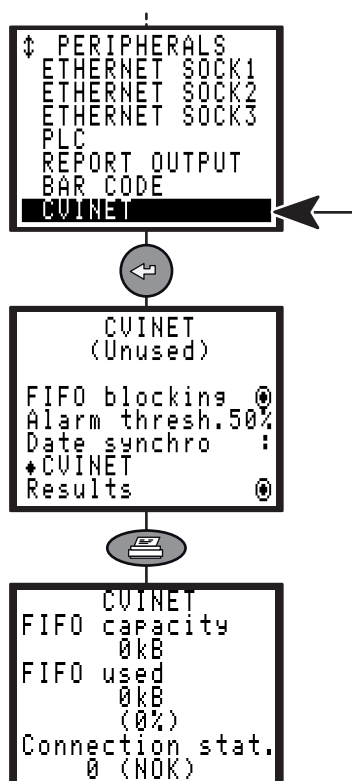 PERIPHERALS
ETHERNET SOCK1
ETHERNET SOCK2
ETHERNET SOCK3
PLC
REPORT OUTPUT
BAR CODE
CVINET
CVINET
(Unused)
FIFO blocking
Alarm thresh.50%
Date synchro :
CVINET
Results
CVINET
FIFO capacity
0kB
FIFO used
0kB
(0%)
Connection stat.
0 (NOK)